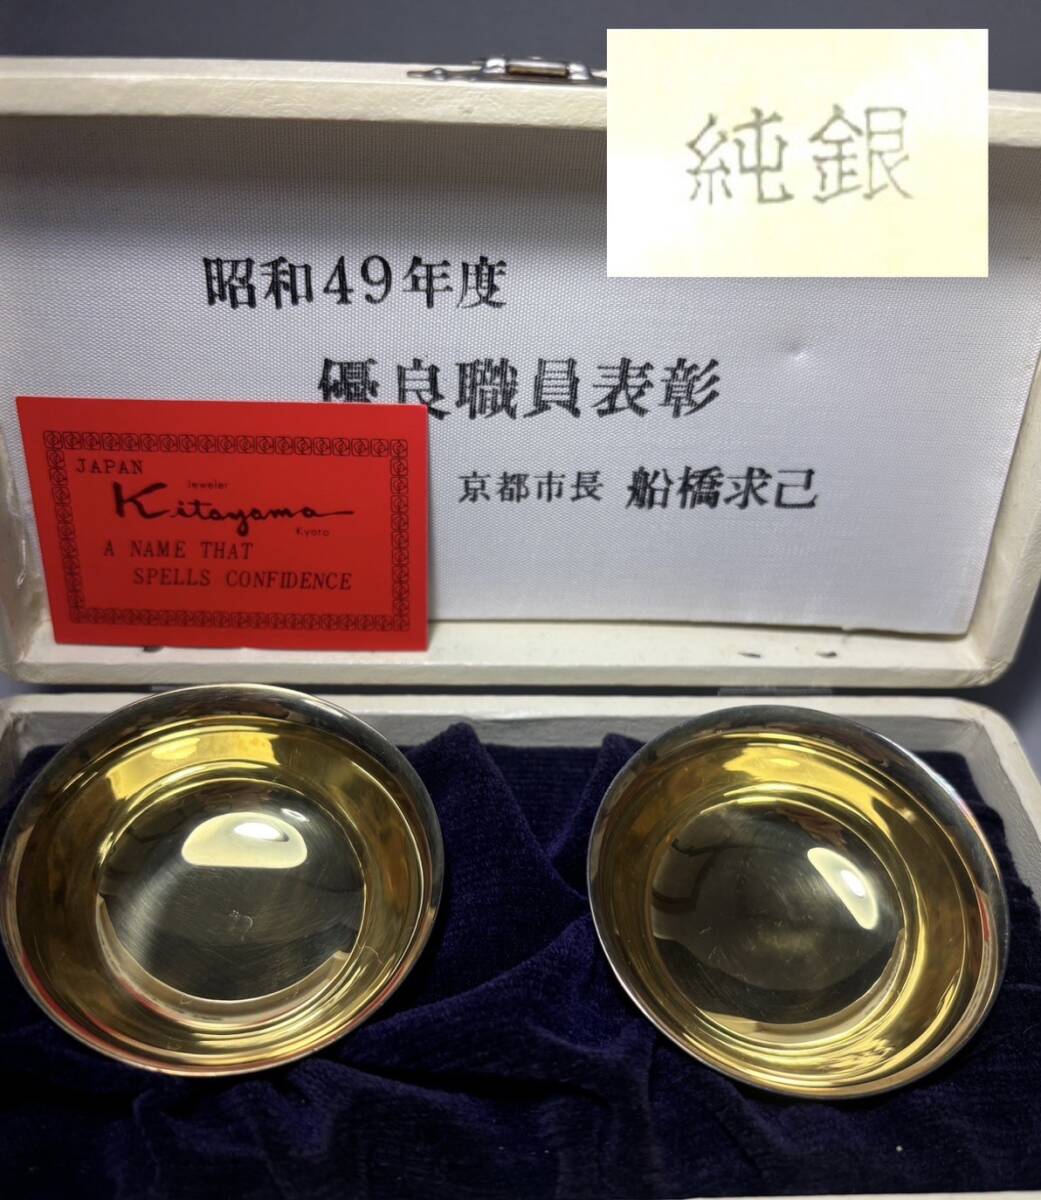 純銀
昭和49年度
優良職員表彰
京都市長 船橋求己
JAPAN
Jeweler
Kitayama
Kyoto
A NAME THAT
SPELLS CONFIDENCE